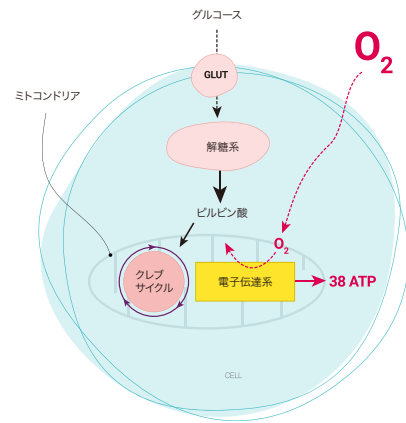 グルコース
GLUT
O2
ミトコンドリア
解糖系
ピルビン酸
O2
クレブ
サイクル
電子伝達系
38 ATP
CELL